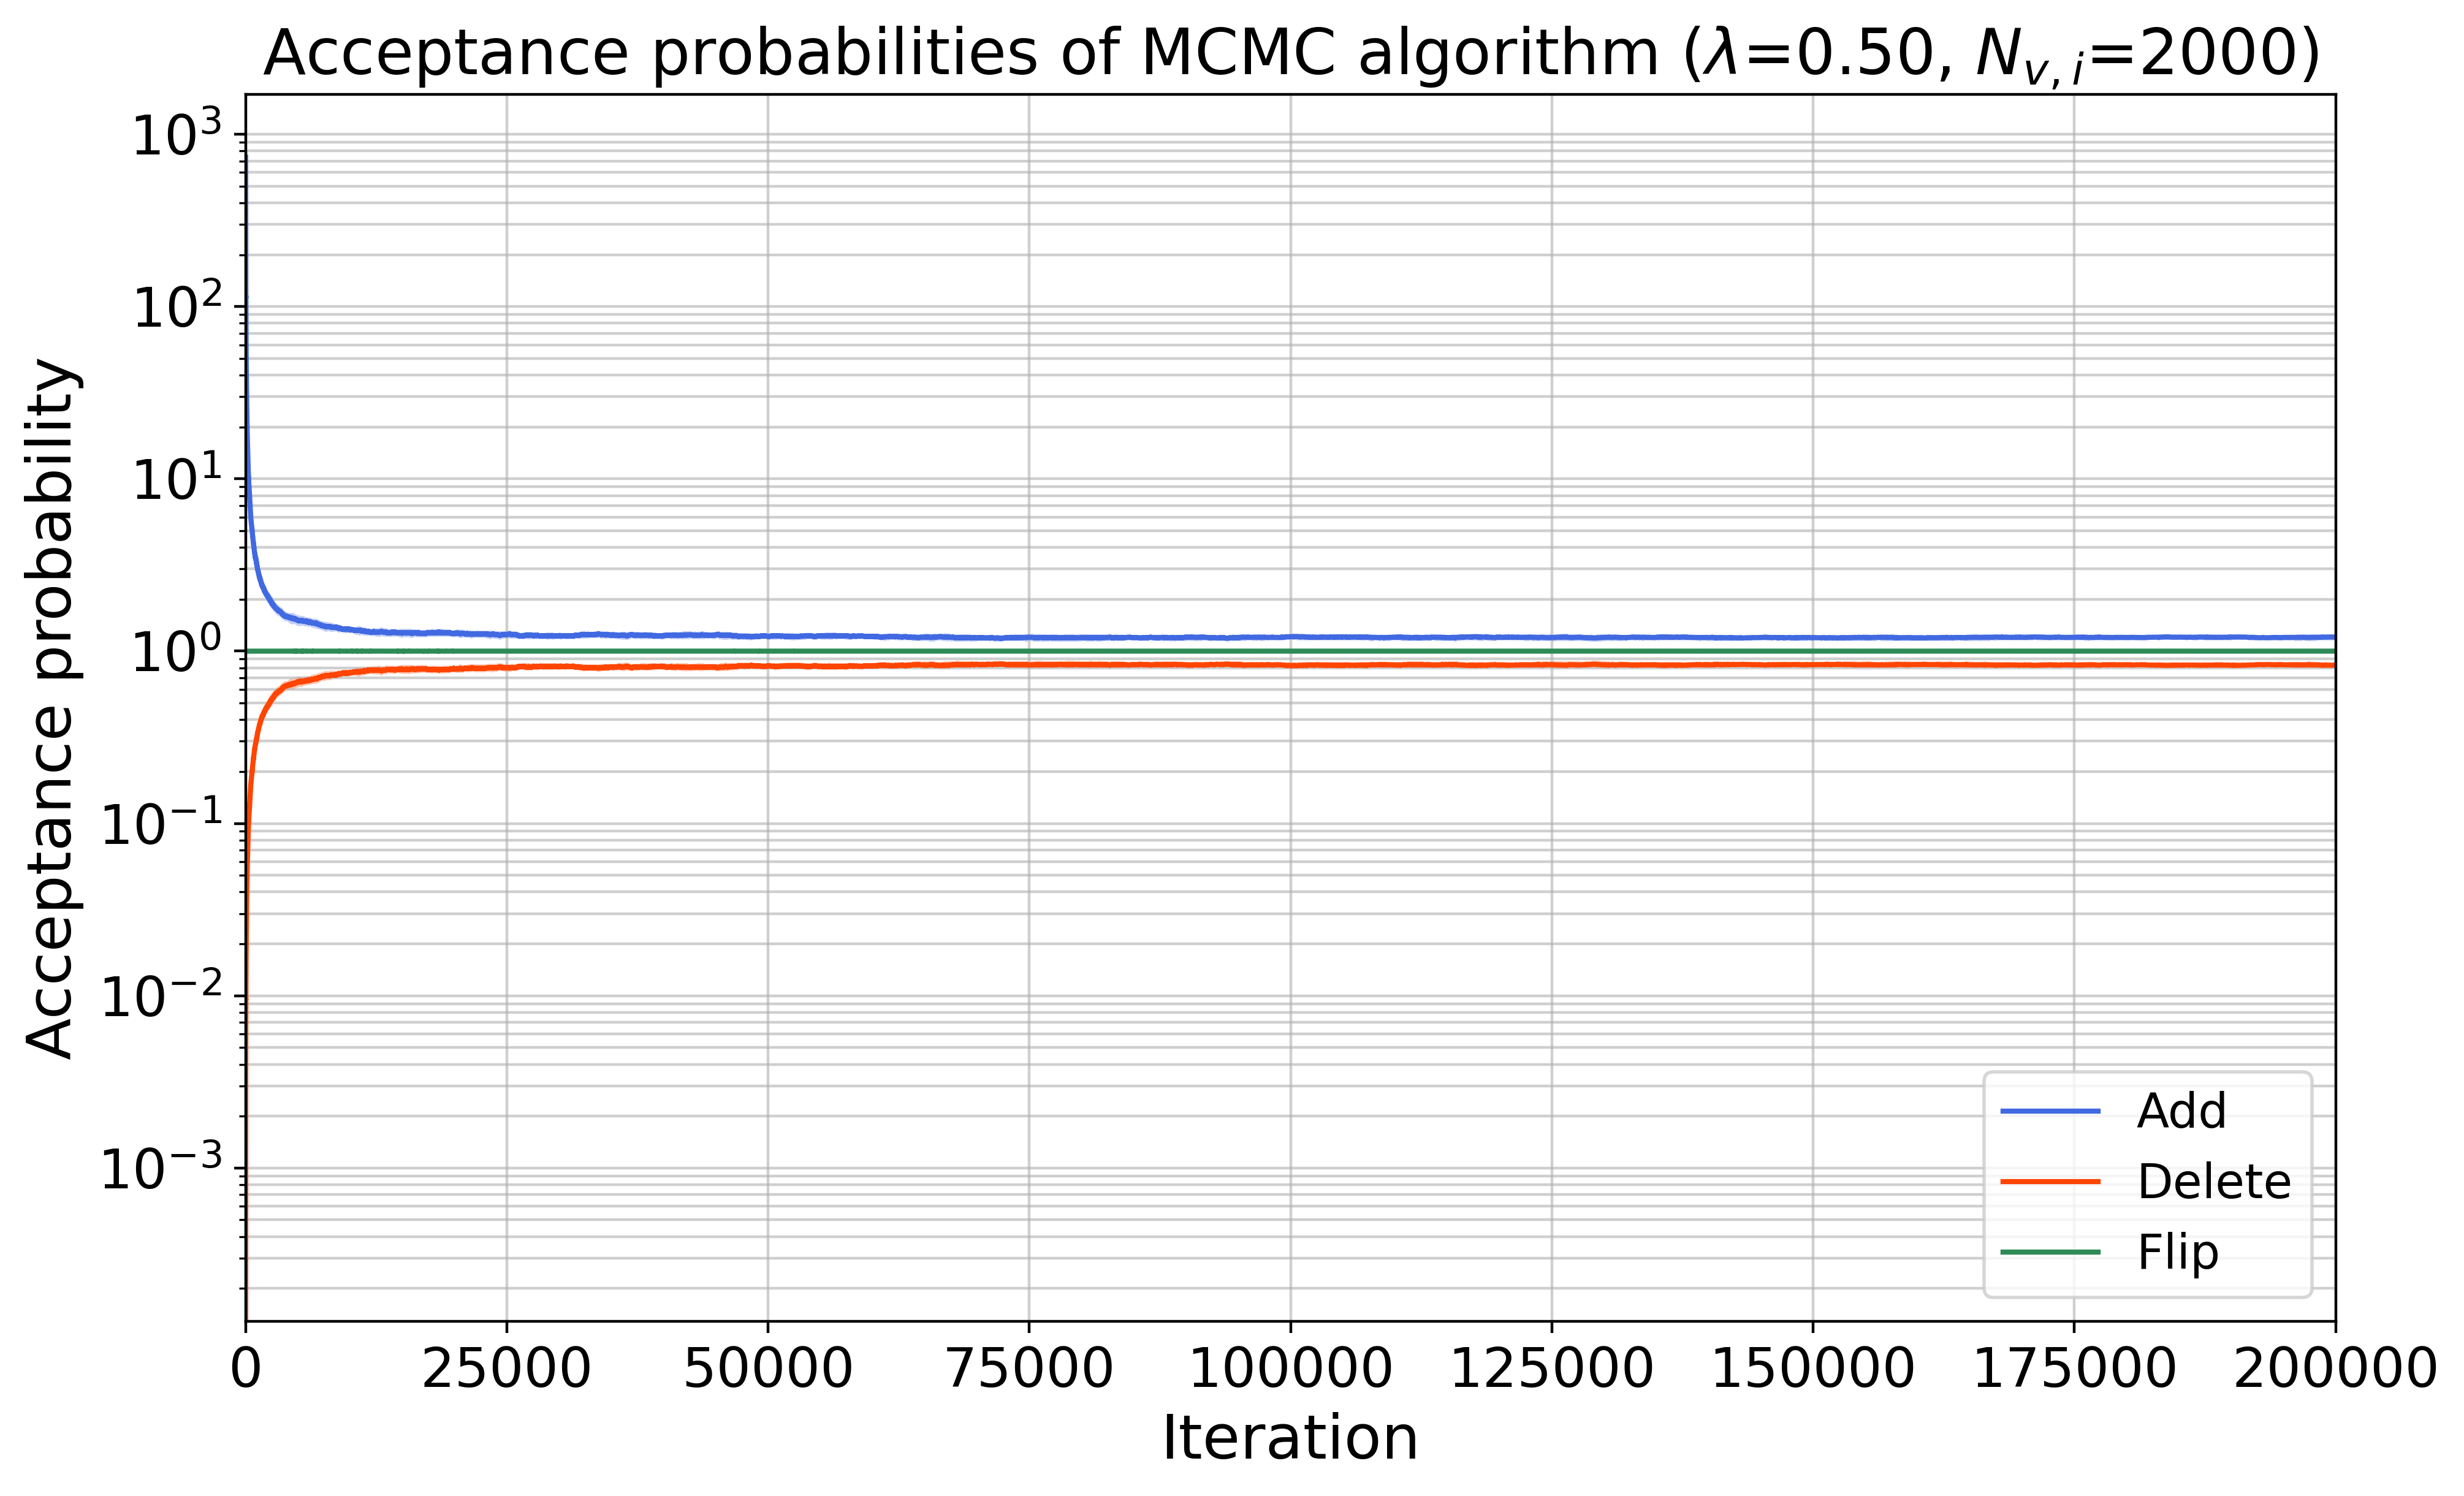 Acceptance probabilities of MCMC algorithm (λ=0.50, N_{v, i}=2000)
Acceptance probability
10^3
10^2
10^1
10^0
10^{-1}
10^{-2}
10^{-3}
Add
Delete
Flip
0 25000 50000 75000 100000 125000 150000 175000 200000
Iteration